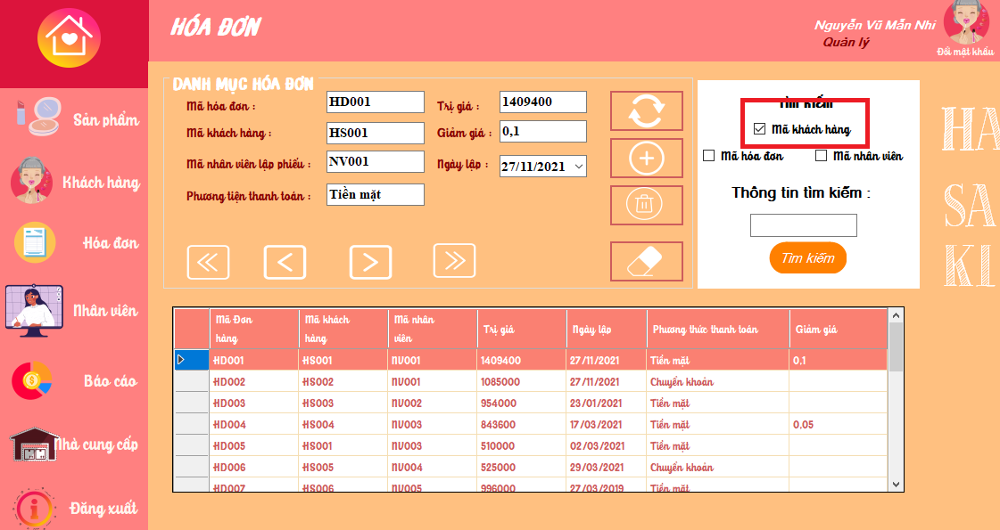 HÓA ĐƠN
Nguyễn Vũ Mẫn Nhi
Quản lý
Đổi mật khẩu
Sản phẩm
Khách hàng
Hóa đơn
Nhân viên
Báo cáo
Nhà cung cấp
Đăng xuất
DANH MỤC HÓA ĐƠN
Mã hóa đơn : HD001 Trị giá : 1409400
Mã khách hàng : HS001 Giảm giá : 0,1
Mã nhân viên lập phiếu : NV001 Ngày lập : 27/11/2021
Phương tiện thanh toán : Tiền mặt
Tìm kiếm
Mã khách hàng
Mã hóa đơn Mã nhân viên
Thông tin tìm kiếm :
Tìm kiếm
HA
SA
KI
Mã Đơn hàng Mã khách hàng Mã nhân viên Trị giá Ngày lập Phương thức thanh toán Giảm giá
HD001 HS001 NV001 1409400 27/11/2021 Tiền mặt 0,1
HD002 HS002 NV001 1085000 27/11/2021 Chuyển khoản
HD003 HS003 NV002 954000 23/01/2021 Tiền mặt
HD004 HS004 NV003 843600 17/03/2021 Tiền mặt 0,05
HD005 HS001 NV003 510000 02/03/2021 Tiền mặt
HD006 HS005 NV004 525000 29/03/2021 Chuyển khoản
HD007 HS006 NV005 996000 27/03/2019 Tiền mặt